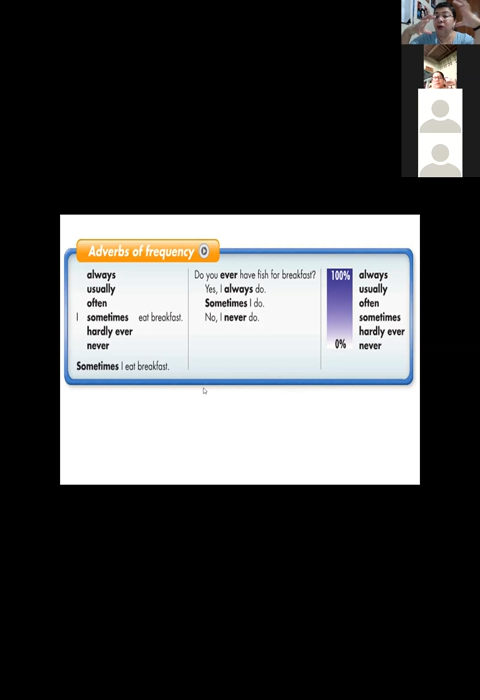 Adverbs of frequency
always
usually
often
I sometimes eat breakfast.
hardly ever
never
Sometimes I eat breakfast.
Do you ever have fish for breakfast?
Yes, I always do.
Sometimes I do.
No, I never do.
100% always
usually
often
sometimes
hardly ever
0% never